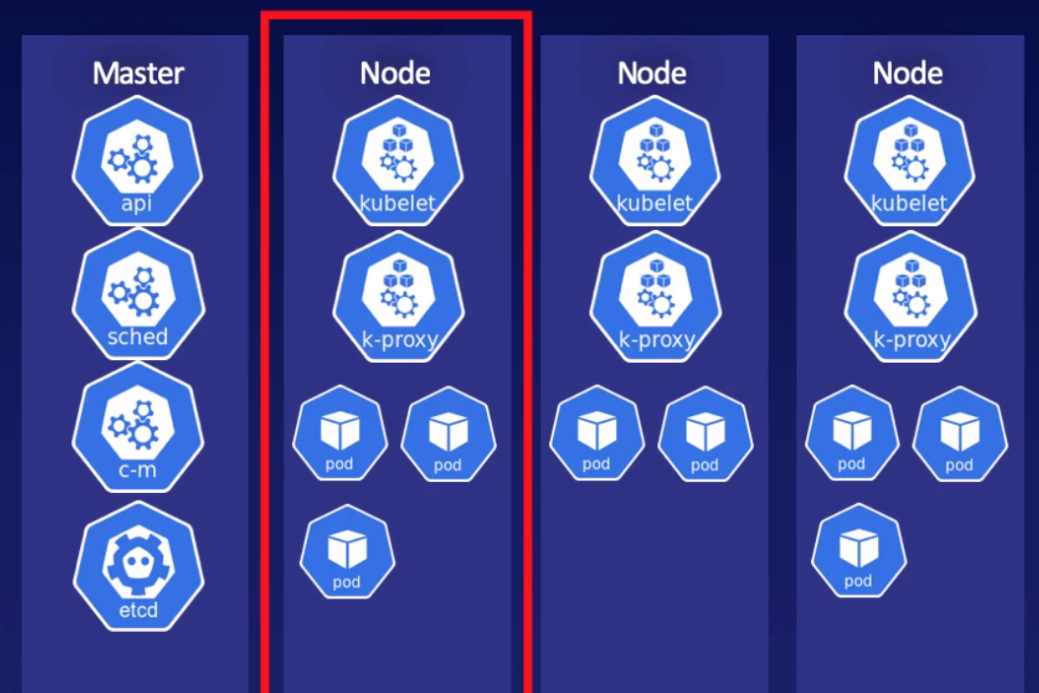 Master
api
sched
c-m
etcd
Node
kubelet
k-proxy
pod
pod
pod
Node
kubelet
k-proxy
pod
pod
Node
kubelet
k-proxy
pod
pod
pod